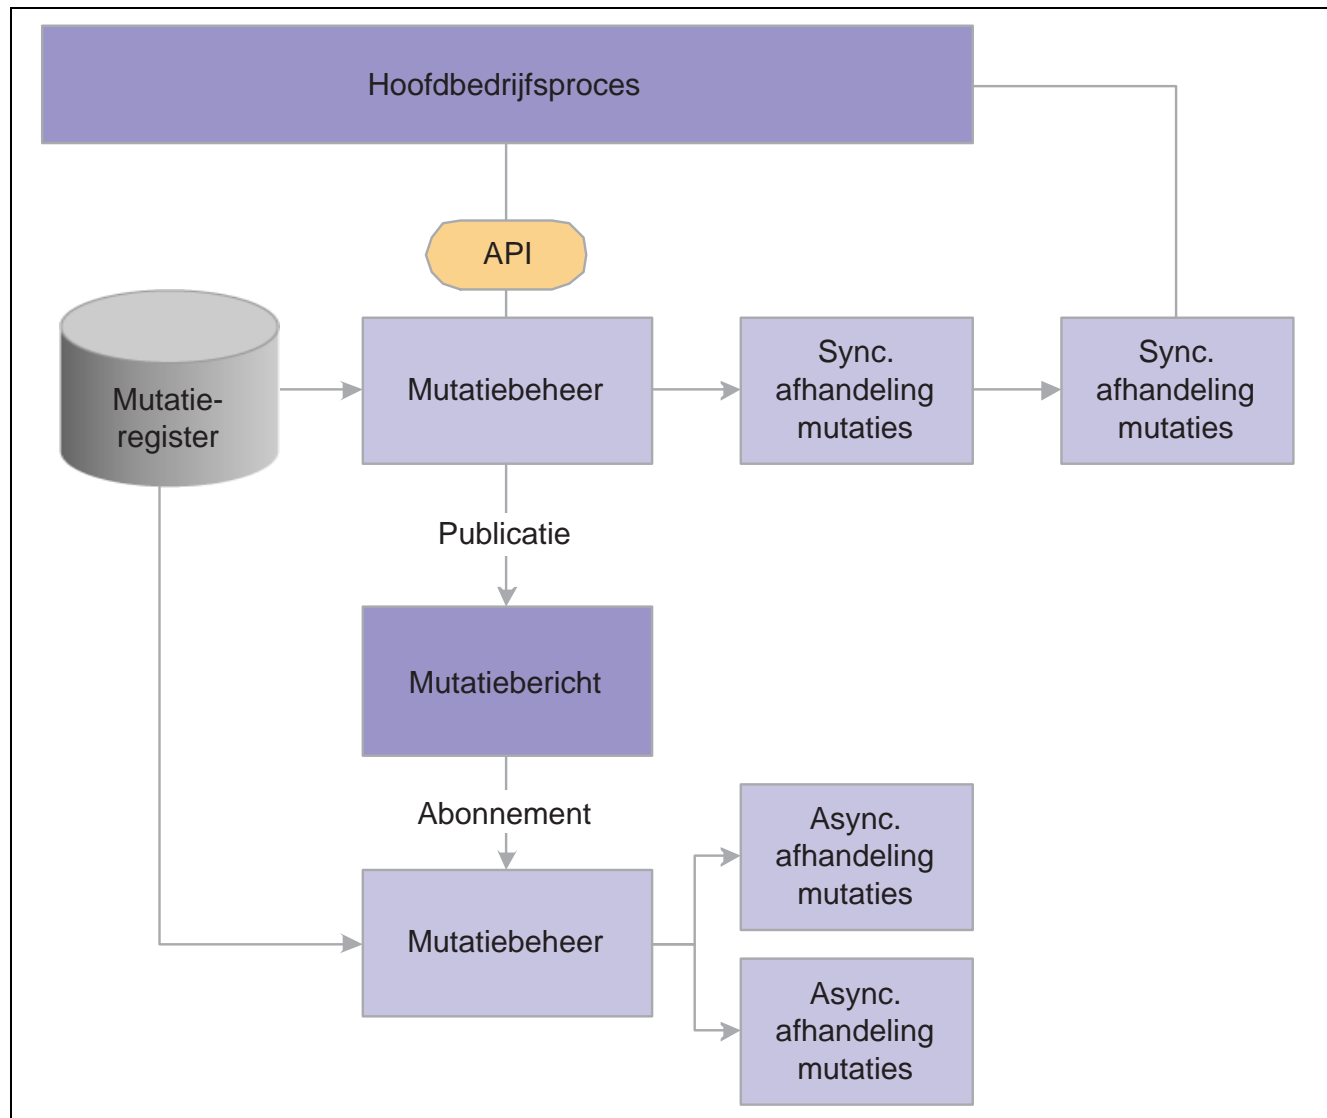 Hoofdbedrijfsproces
API
Mutatie-
register
Mutatiebeheer
Sync.
afhandeling
mutaties
Sync.
afhandeling
mutaties
Publicatie
Mutatiebericht
Abonnement
Mutatiebeheer
Async.
afhandeling
mutaties
Async.
afhandeling
mutaties